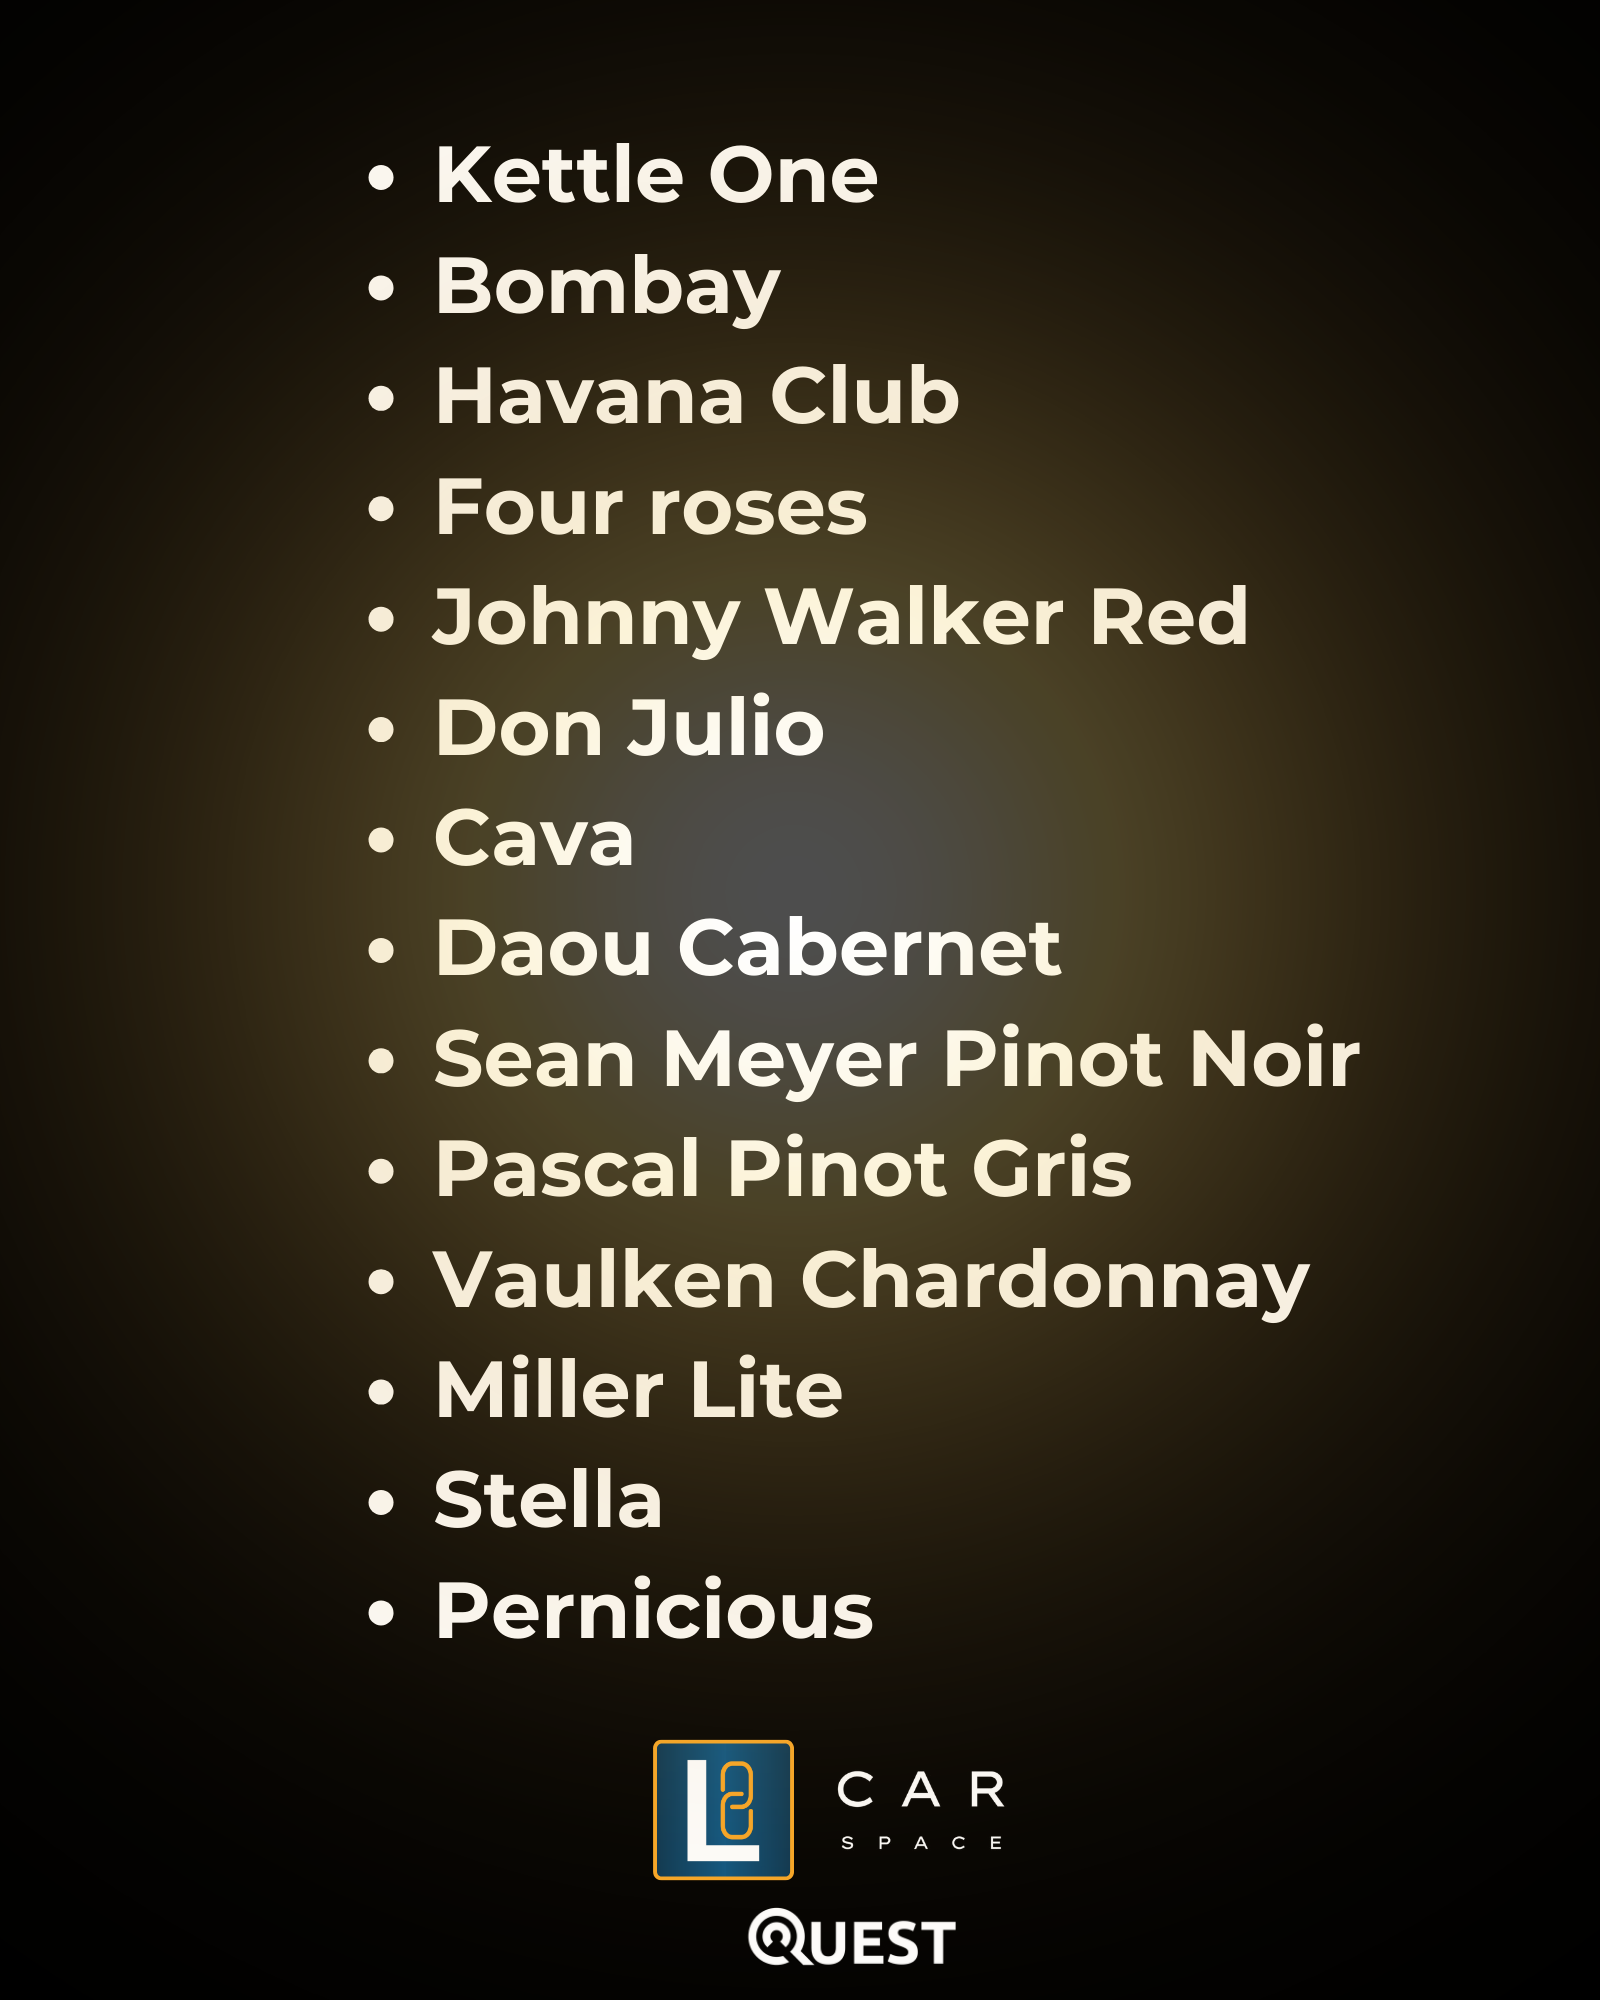 • Kettle One
• Bombay
• Havana Club
• Four roses
• Johnny Walker Red
• Don Julio
• Cava
• Daou Cabernet
• Sean Meyer Pinot Noir
• Pascal Pinot Gris
• Vaulken Chardonnay
• Miller Lite
• Stella
• Pernicious
L
CAR
SPACE
QUEST